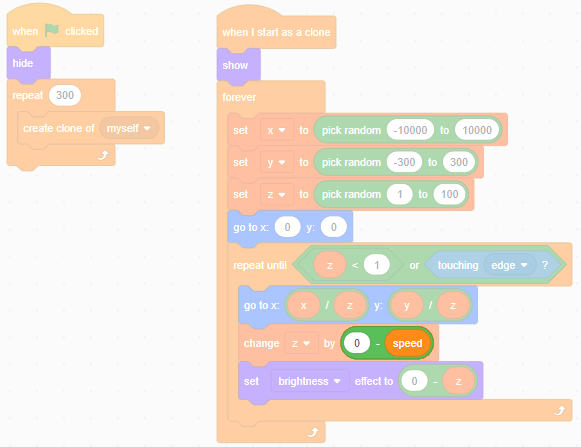 when clicked
hide
repeat 300
create clone of myself
when I start as a clone
show
forever
set x to pick random -10000 to 10000
set y to pick random -300 to 300
set z to pick random 1 to 100
go to x: 0 y: 0
repeat until z < 1 or touching edge ?
go to x: x / z y: y / z
change z by 0 - speed
set brightness effect to 0 - z